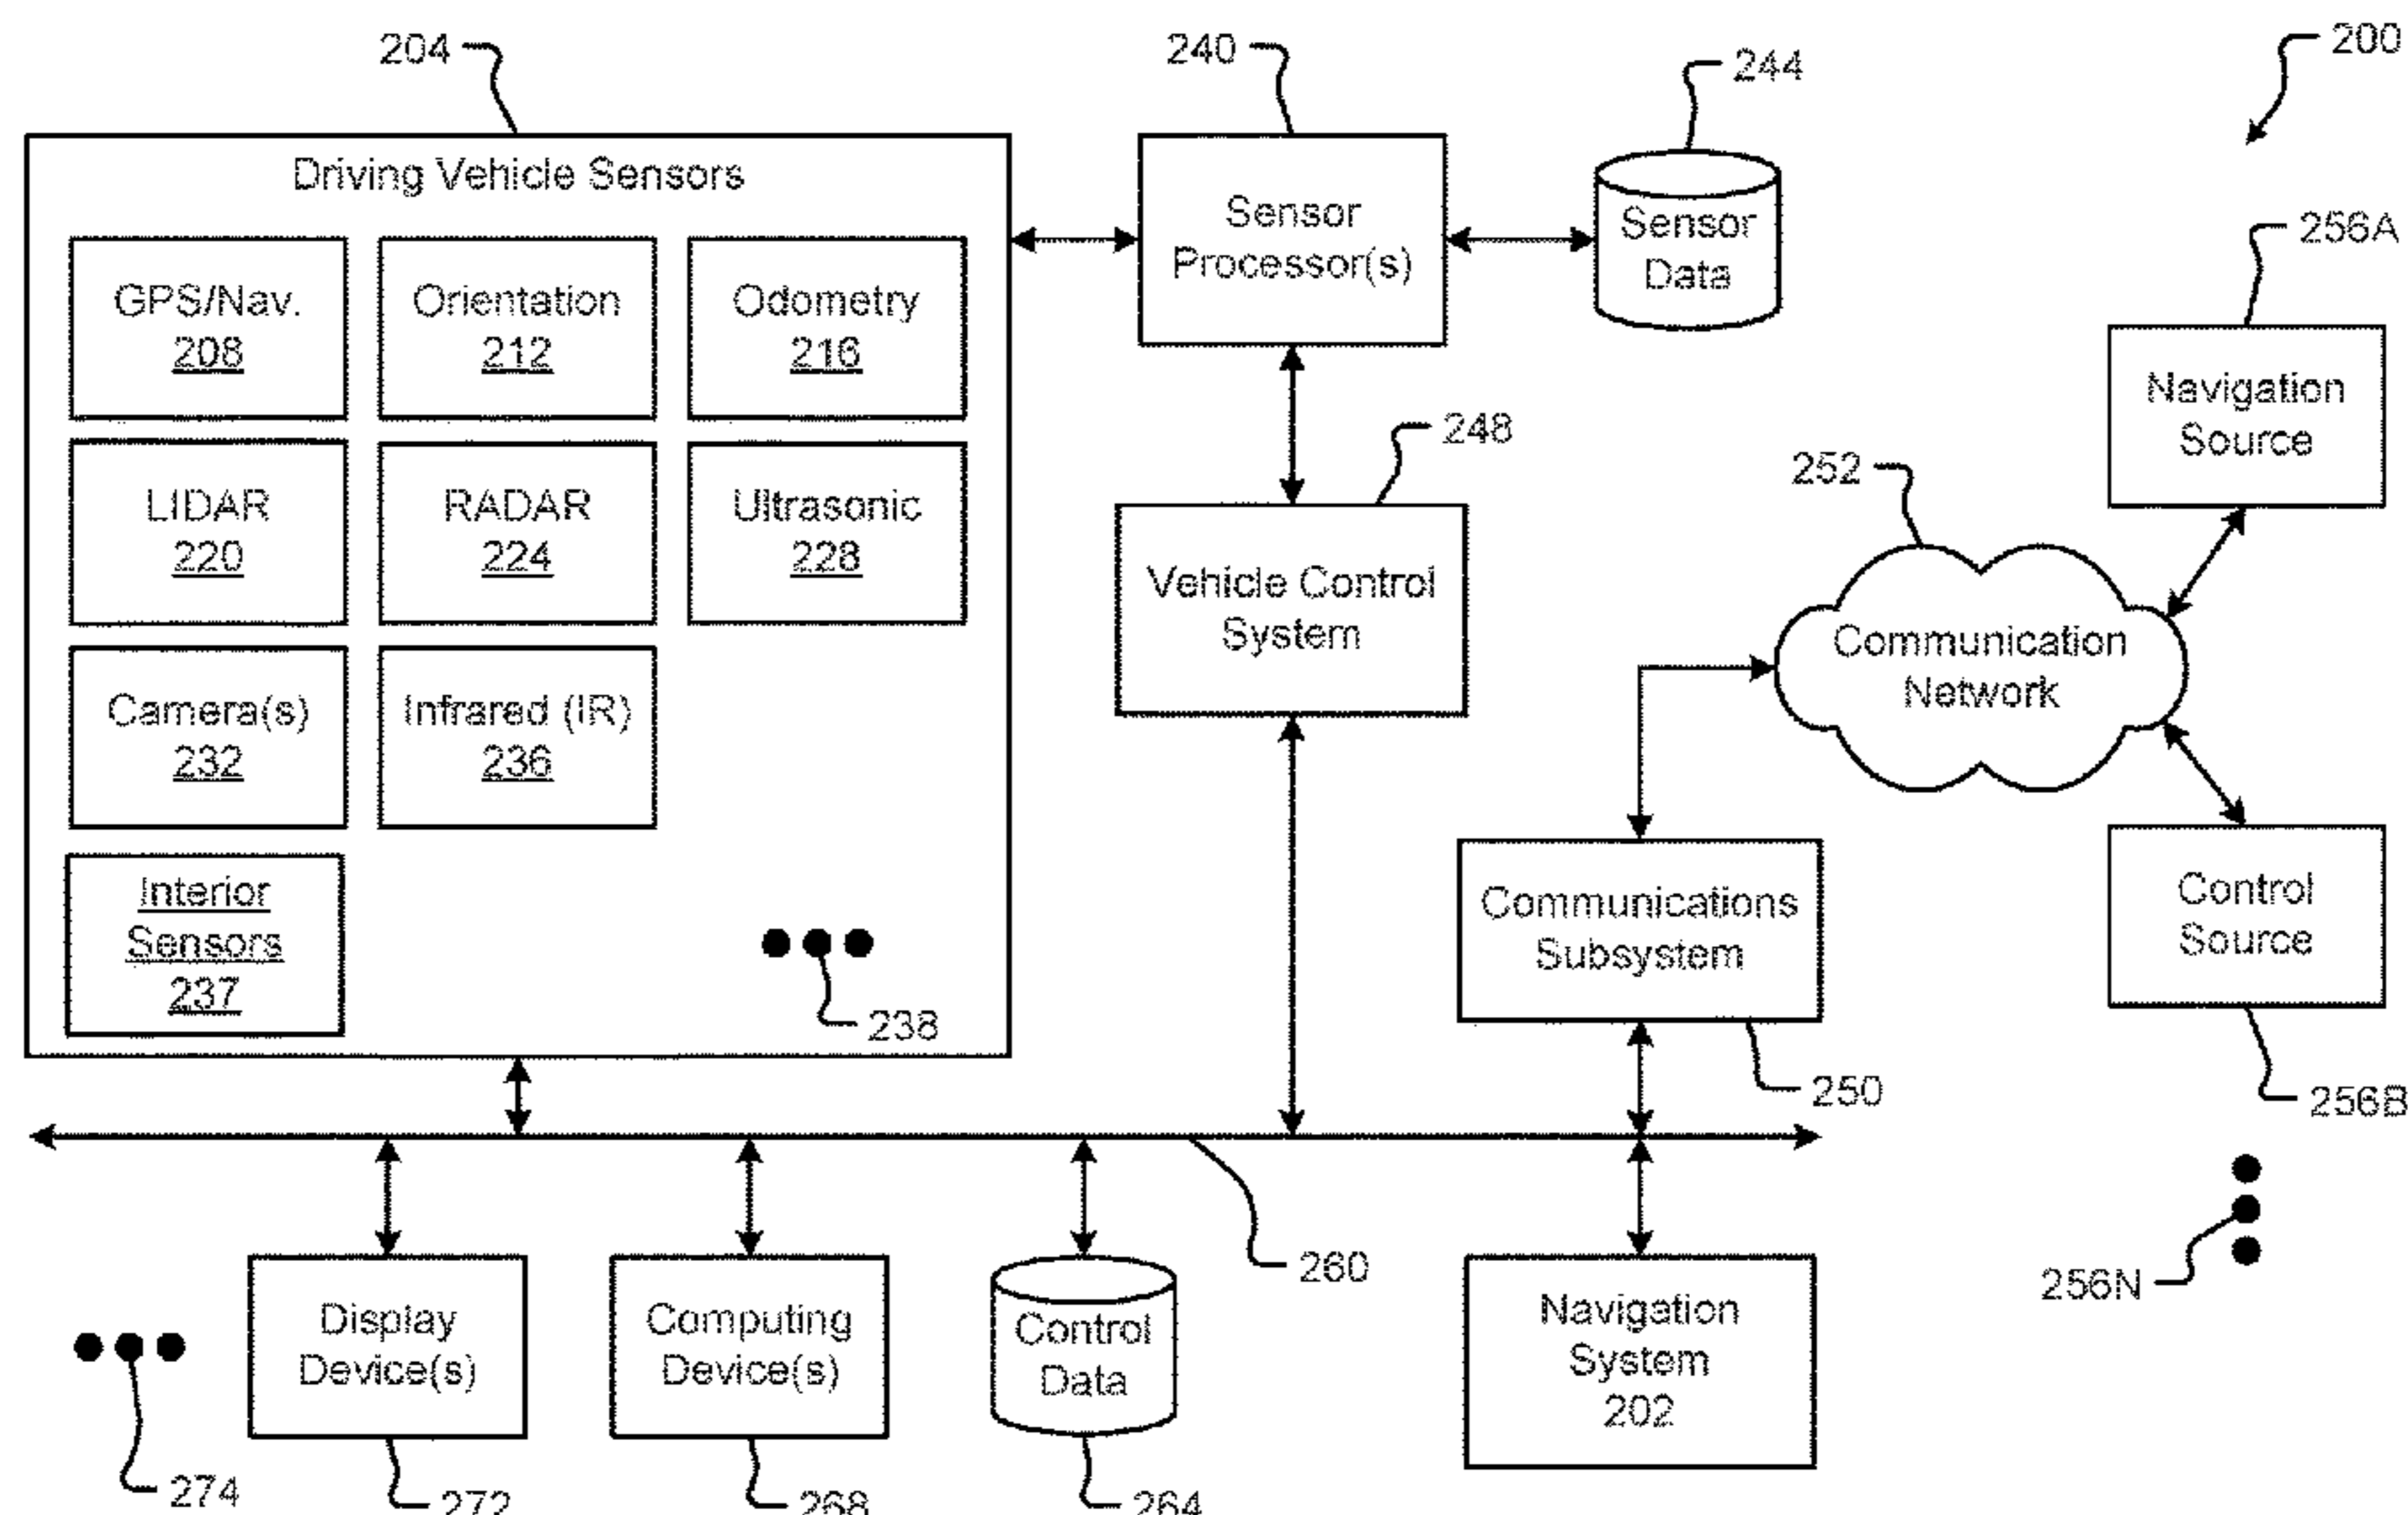 204
240
244
200
Driving Vehicle Sensors
GPS/Nav.
208
Orientation
212
Odometry
216
LIDAR
220
RADAR
224
Ultrasonic
228
Camera(s)
232
Infrared (IR)
236
Interior
Sensors
237
238
Sensor
Processor(s)
Sensor
Data
256A
Navigation
Source
248
Vehicle Control
System
252
Communication
Network
Communications
Subsystem
250
Control
Source
256B
256N
260
Display
Device(s)
Computing
Device(s)
Control
Data
Navigation
System
202
274
272
268
264